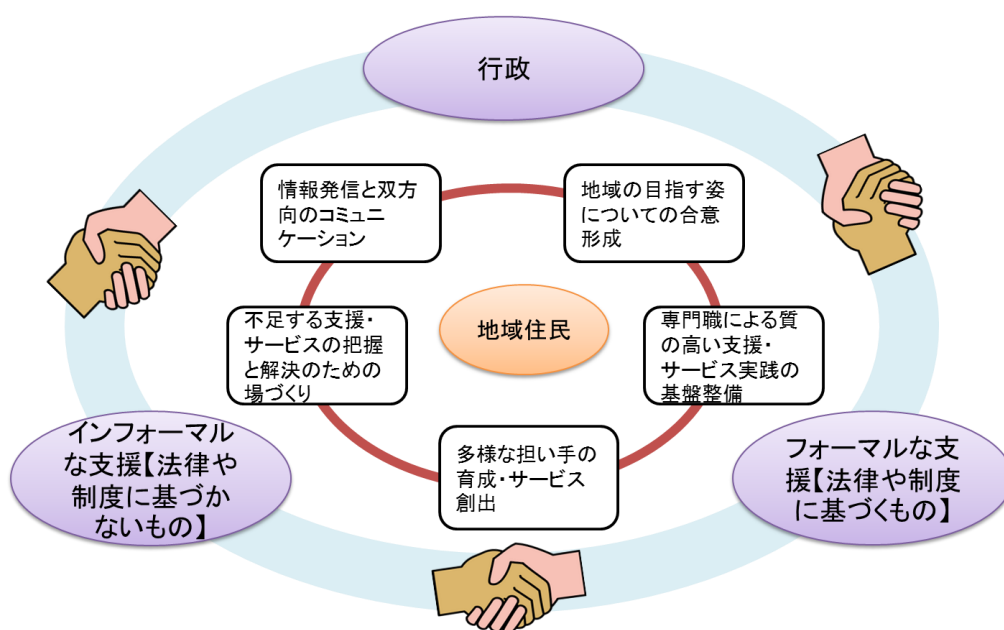 行政
情報発信と双方
向のコミュニ
ケーション
地域の目指す姿
についての合意
形成
不足する支援・
サービスの把握
と解決のための
場づくり
地域住民
専門職による質
の高い支援・
サービス実践の
基盤整備
インフォーマル
な支援【法律や
制度に基づか
ないもの】
多様な担い手の
育成・サービス
創出
フォーマルな支
援【法律や制度
に基づくもの】